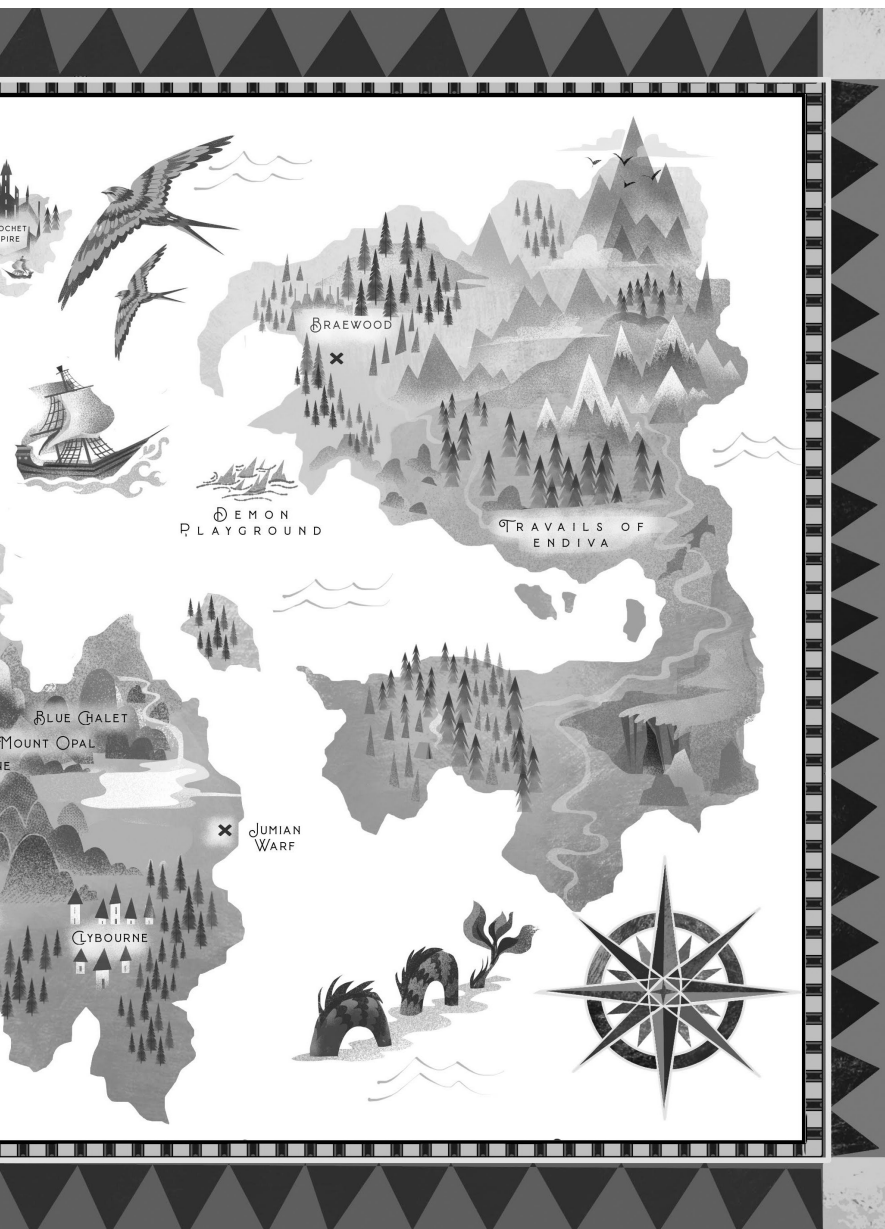 BRAEWOOD
DEMON
PLAYGROUND
TRAVAILS OF
ENDIVA
BLUE CHALET
MOUNT OPAL
JUMIAN
WARF
CLYBOURNE